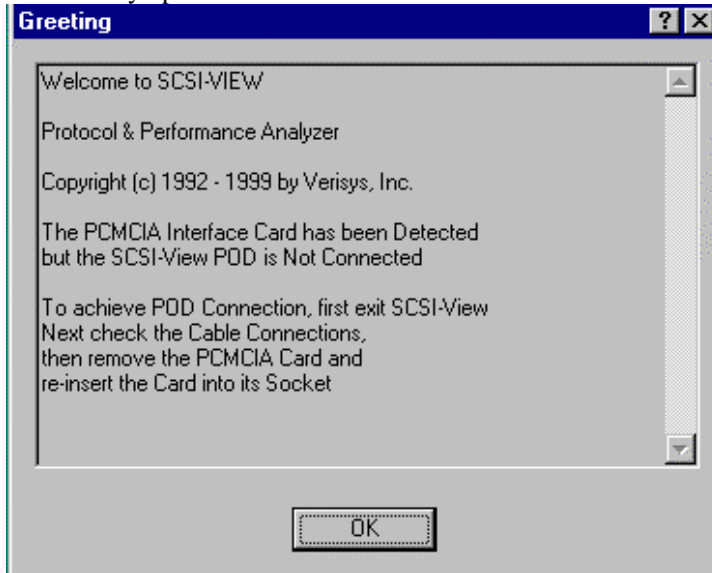 Greeting
Welcome to SCSI-VIEW
Protocol & Performance Analyzer
Copyright (c) 1992 - 1999 by Verisys, Inc.
The PCMCIA Interface Card has been Detected
but the SCSI-View POD is Not Connected
To achieve POD Connection, first exit SCSI-View
Next check the Cable Connections,
then remove the PCMCIA Card and
re-insert the Card into its Socket
OK